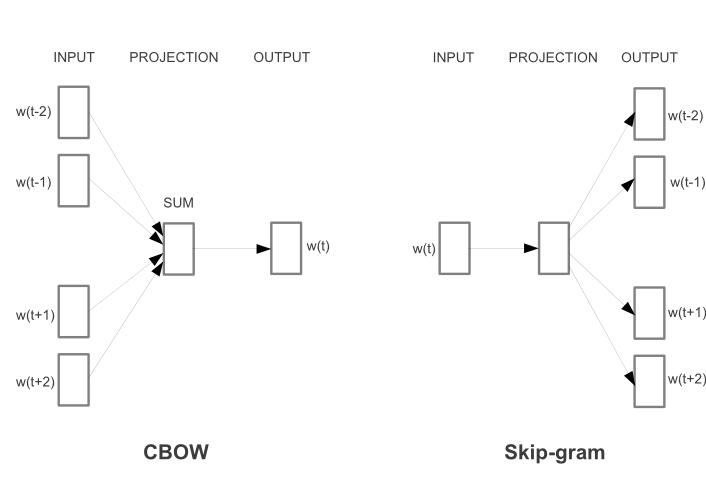 INPUT PROJECTION OUTPUT
w(t-2)
w(t-1)
SUM
w(t)
w(t+1)
w(t+2)
CBOW
INPUT PROJECTION OUTPUT
w(t-2)
w(t-1)
w(t)
w(t+1)
w(t+2)
Skip-gram